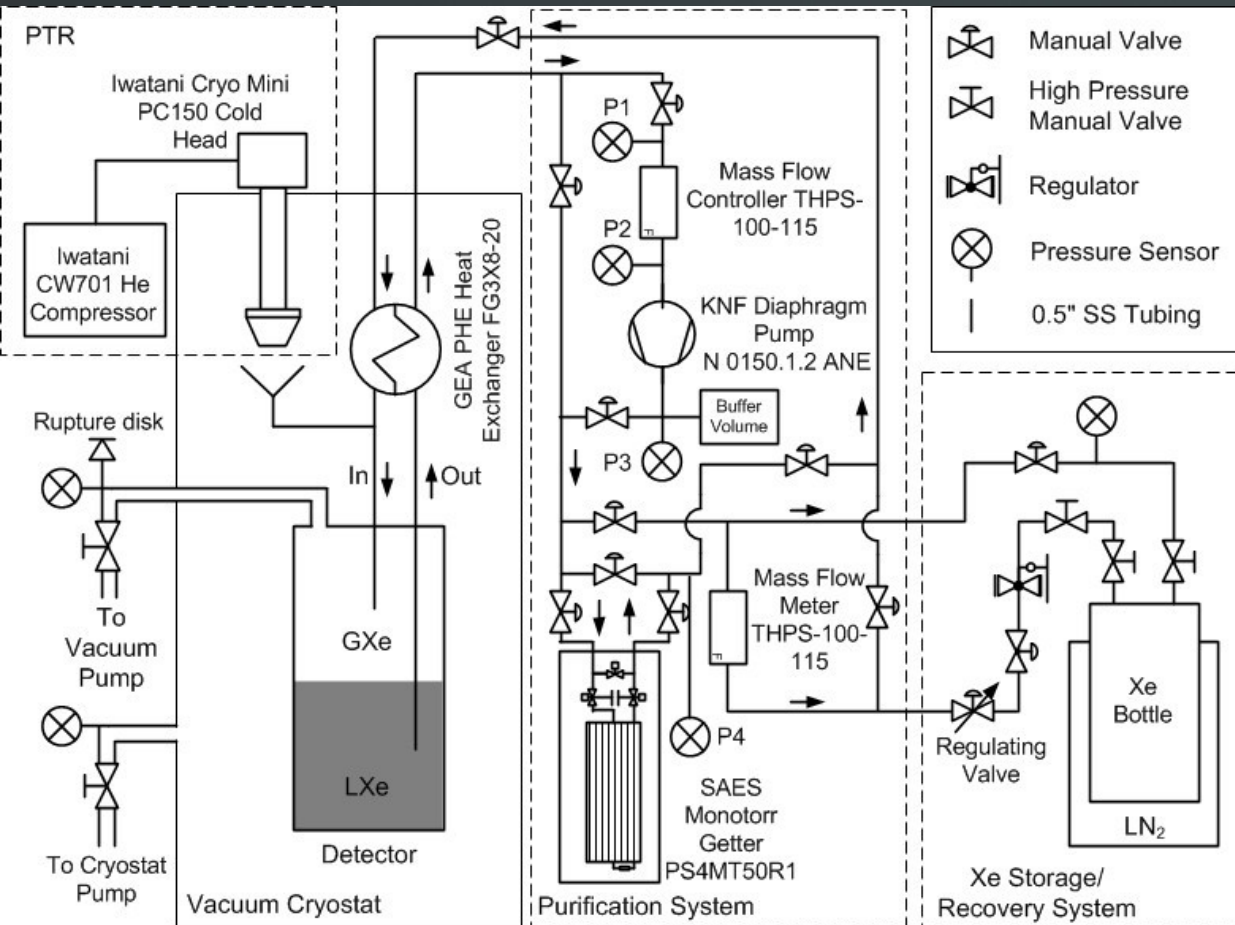 PTR
Iwatani Cryo Mini
PC150 Cold
Head
Iwatani
CW701 He
Compressor
GEA PHE Heat
Exchanger FG3X8-20
Rupture disk
In
Out
To
Vacuum
Pump
GXe
LXe
To Cryostat
Pump
Detector
Vacuum Cryostat
P1
Mass Flow
Controller THPS-
100-115
F
P2
KNF Diaphragm
Pump
N 0150.1.2 ANE
Buffer
Volume
P3
Mass Flow
Meter
THPS-100-
115
F
P4
SAES
Monotorr
Getter
PS4MT50R1
Purification System
Manual Valve
High Pressure
Manual Valve
Regulator
Pressure Sensor
0.5" SS Tubing
Regulating
Valve
Xe
Bottle
LN₂
Xe Storage/
Recovery System